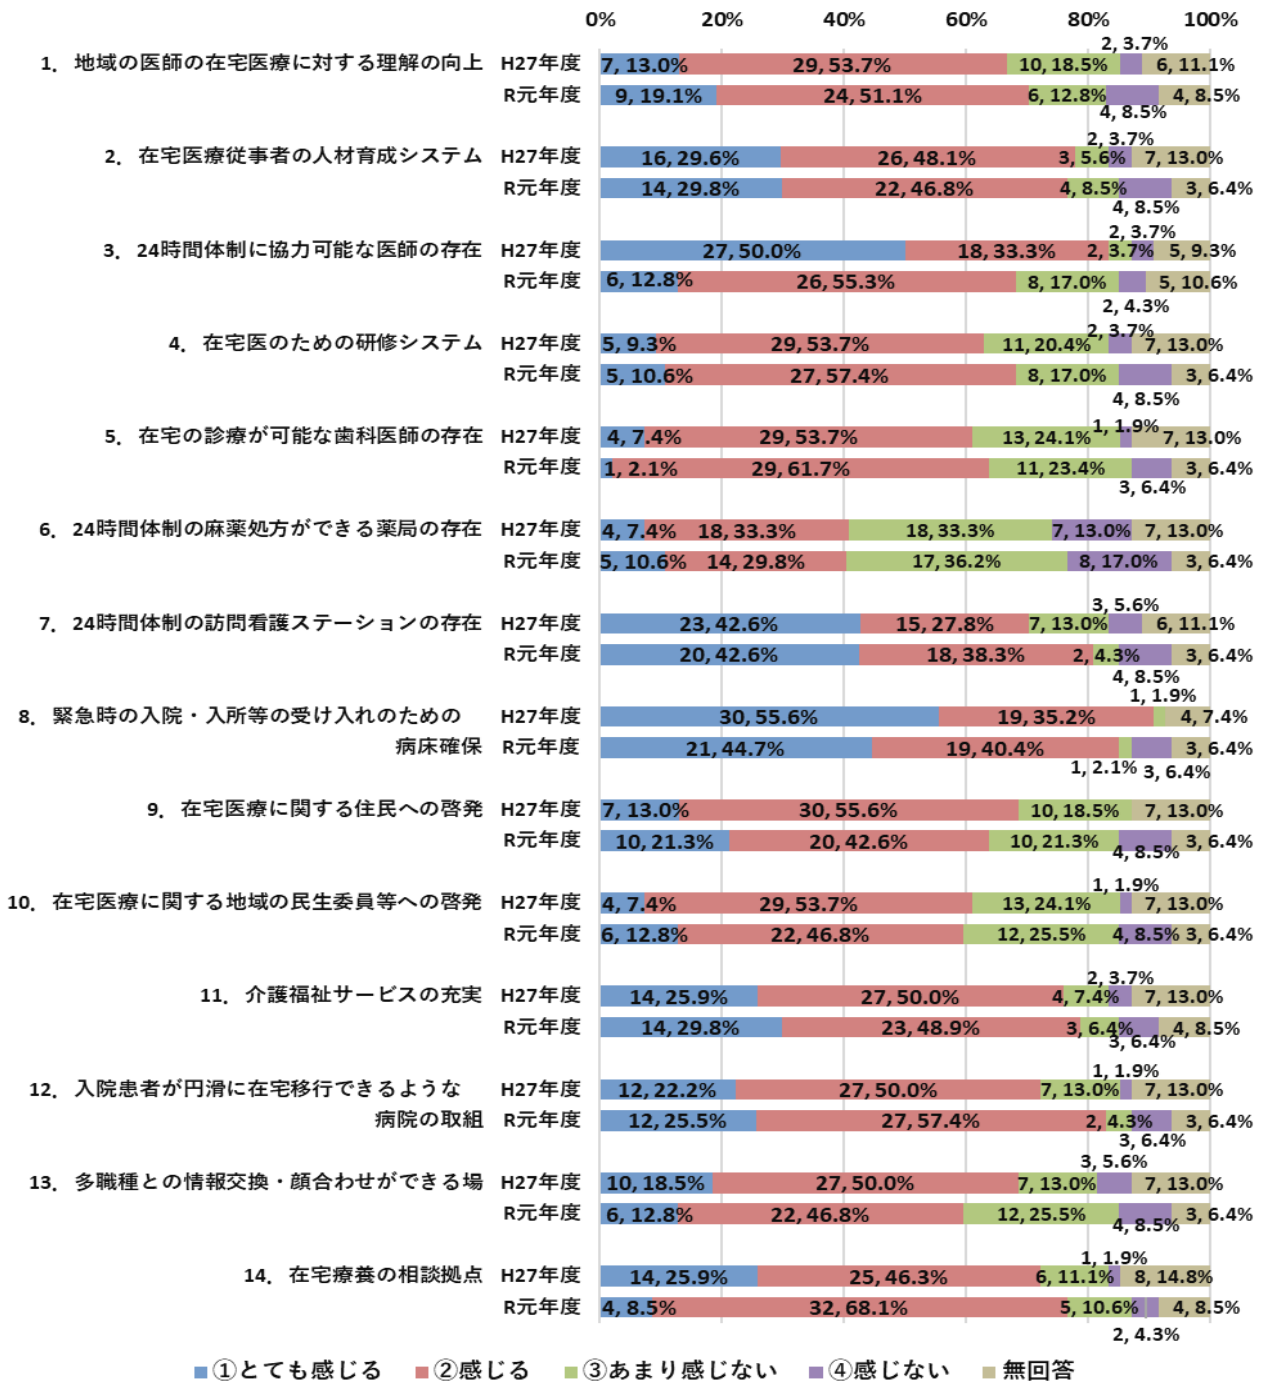 0% 20% 40% 60% 80% 100%
2, 3.7%
1. 地域の医師の在宅医療に対する理解の向上 H27年度 7, 13.0% 29, 53.7% 10, 18.5% 6, 11.1%
R元年度 9, 19.1% 24, 51.1% 6, 12.8% 4, 8.5%
4, 8.5%
2, 3.7%
2. 在宅医療従事者の人材育成システム H27年度 16, 29.6% 26, 48.1% 3, 5.6% 7, 13.0%
R元年度 14, 29.8% 22, 46.8% 4, 8.5% 3, 6.4%
4, 8.5%
2, 3.7%
3. 24時間体制に協力可能な医師の存在 H27年度 27, 50.0% 18, 33.3% 2, 3.7% 5, 9.3%
R元年度 6, 12.8% 26, 55.3% 8, 17.0% 5, 10.6%
2, 4.3%
2, 3.7%
4. 在宅医のための研修システム H27年度 5, 9.3% 29, 53.7% 11, 20.4% 7, 13.0%
R元年度 5, 10.6% 27, 57.4% 8, 17.0% 3, 6.4%
4, 8.5%
1, 1.9%
5. 在宅の診療が可能な歯科医師の存在 H27年度 4, 7.4% 29, 53.7% 13, 24.1% 7, 13.0%
R元年度 1, 2.1% 29, 61.7% 11, 23.4% 3, 6.4%
3, 6.4%
6. 24時間体制の麻薬処方ができる薬局の存在 H27年度 4, 7.4% 18, 33.3% 18, 33.3% 7, 13.0% 7, 13.0%
R元年度 5, 10.6% 14, 29.8% 17, 36.2% 8, 17.0% 3, 6.4%
3, 5.6%
7. 24時間体制の訪問看護ステーションの存在 H27年度 23, 42.6% 15, 27.8% 7, 13.0% 6, 11.1%
R元年度 20, 42.6% 18, 38.3% 2, 4.3% 3, 6.4%
4, 8.5%
1, 1.9%
8. 緊急時の入院・入所等の受け入れのための H27年度 30, 55.6% 19, 35.2% 4, 7.4%
病床確保 R元年度 21, 44.7% 19, 40.4% 3, 6.4%
1, 2.1% 3, 6.4%
9. 在宅医療に関する住民への啓発 H27年度 7, 13.0% 30, 55.6% 10, 18.5% 7, 13.0%
R元年度 10, 21.3% 20, 42.6% 10, 21.3% 3, 6.4%
4, 8.5%
1, 1.9%
10. 在宅医療に関する地域の民生委員等への啓発 H27年度 4, 7.4% 29, 53.7% 13, 24.1% 7, 13.0%
R元年度 6, 12.8% 22, 46.8% 12, 25.5% 4, 8.5% 3, 6.4%
2, 3.7%
11. 介護福祉サービスの充実 H27年度 14, 25.9% 27, 50.0% 4, 7.4% 7, 13.0%
R元年度 14, 29.8% 23, 48.9% 3, 6.4% 4, 8.5%
3, 6.4%
1, 1.9%
12. 入院患者が円滑に在宅移行できるような H27年度 12, 22.2% 27, 50.0% 7, 13.0% 7, 13.0%
病院の取組 R元年度 12, 25.5% 27, 57.4% 2, 4.3% 3, 6.4%
3, 6.4%
3, 5.6%
13. 多職種との情報交換・顔合わせができる場 H27年度 10, 18.5% 27, 50.0% 7, 13.0% 7, 13.0%
R元年度 6, 12.8% 22, 46.8% 12, 25.5% 3, 6.4%
4, 8.5%
1, 1.9%
14. 在宅療養の相談拠点 H27年度 14, 25.9% 25, 46.3% 6, 11.1% 8, 14.8%
R元年度 4, 8.5% 32, 68.1% 5, 10.6% 4, 8.5%
2, 4.3%
①とても感じる ②感じる ③あまり感じない ④感じない 無回答